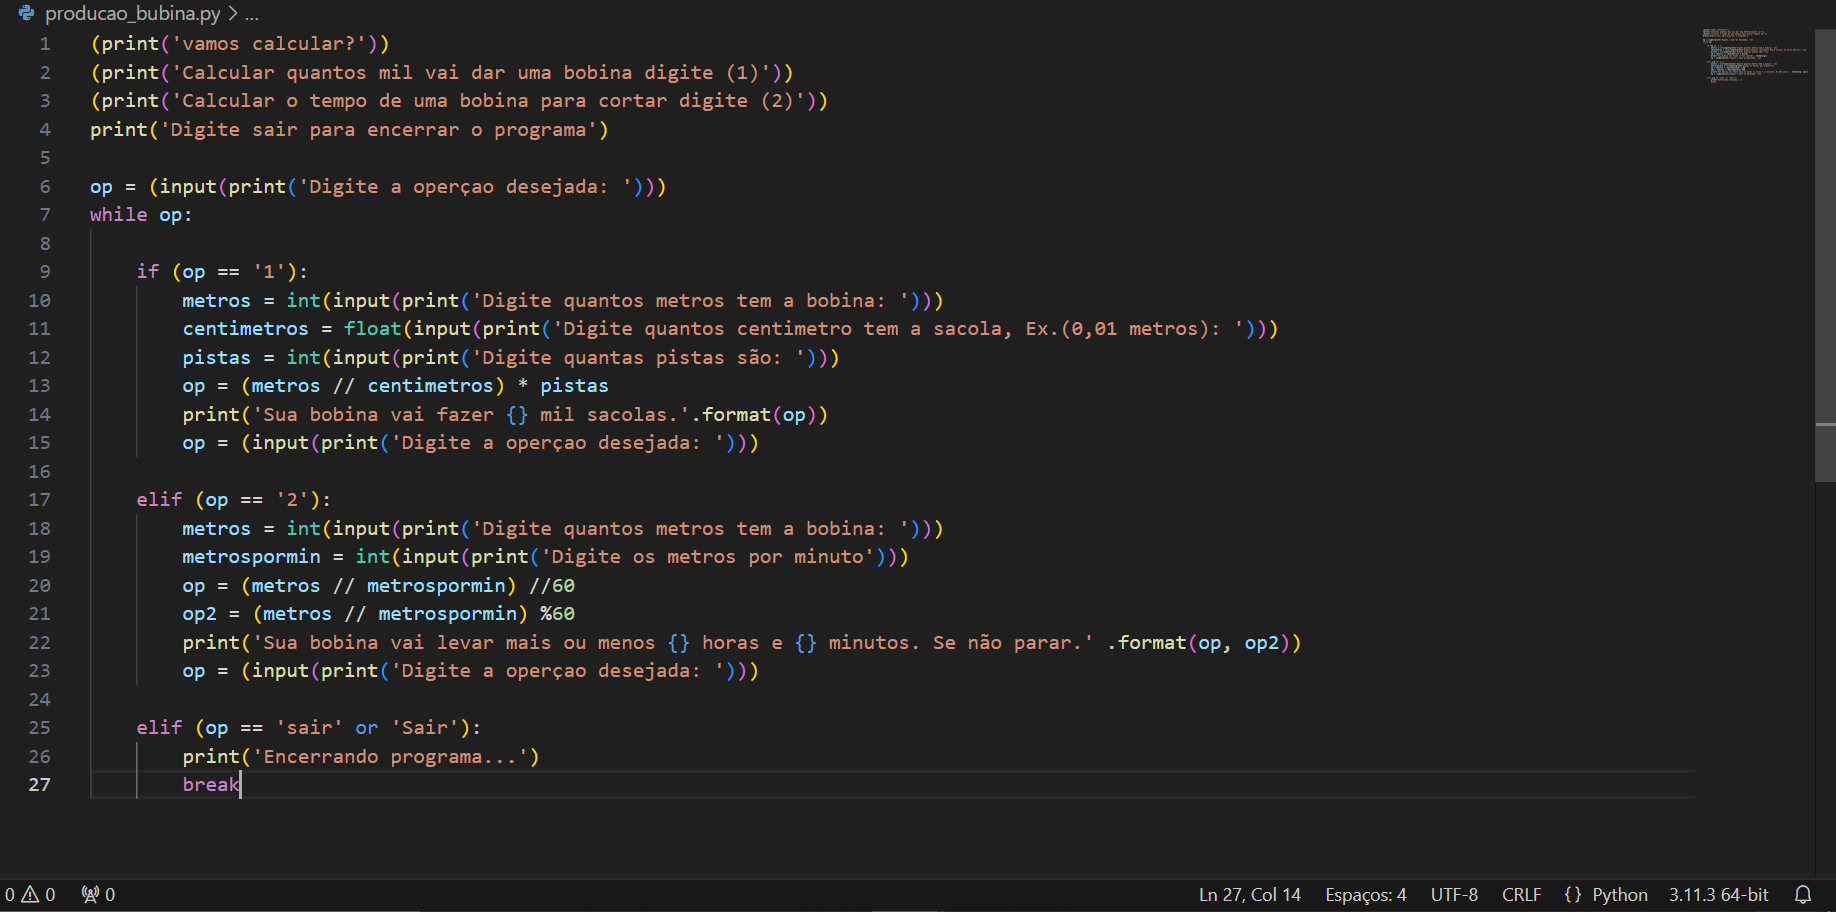 producao_bubina.py > ...
1 (print('vamos calcular?'))
2 (print('Calcular quantos mil vai dar uma bobina digite (1)'))
3 (print('Calcular o tempo de uma bobina para cortar digite (2)'))
4 print('Digite sair para encerrar o programa')
5
6 op = (input(print('Digite a operçao desejada: ')))
7 while op:
8
9     if (op == '1'):
10         metros = int(input(print('Digite quantos metros tem a bobina: ')))
11         centimetros = float(input(print('Digite quantos centimetro tem a sacola, Ex.(0,01 metros): ')))
12         pistas = int(input(print('Digite quantas pistas são: ')))
13         op = (metros // centimetros) * pistas
14         print('Sua bobina vai fazer {} mil sacolas.'.format(op))
15         op = (input(print('Digite a operçao desejada: ')))
16
17     elif (op == '2'):
18         metros = int(input(print('Digite quantos metros tem a bobina: ')))
19         metrospormin = int(input(print('Digite os metros por minuto')))
20         op = (metros // metrospormin) //60
21         op2 = (metros // metrospormin) %60
22         print('Sua bobina vai levar mais ou menos {} horas e {} minutos. Se não parar.' .format(op, op2))
23         op = (input(print('Digite a operçao desejada: ')))
24
25     elif (op == 'sair' or 'Sair'):
26         print('Encerrando programa...')
27         break
0 0 0 Ln 27, Col 14 Espaços: 4 UTF-8 CRLF {} Python 3.11.3 64-bit